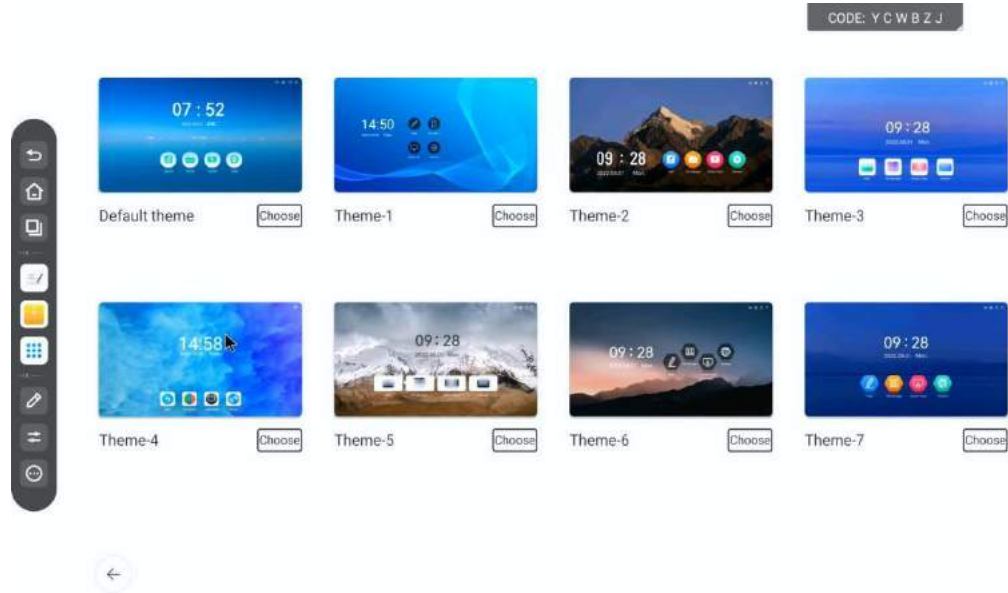 CODE: Y C W B Z J
07 : 52
14:50
09 : 28
09 : 28
Default theme
Choose
Theme-1
Choose
Theme-2
Choose
Theme-3
Choose
14:58
09 : 28
09 : 28
09 : 28
Theme-4
Choose
Theme-5
Choose
Theme-6
Choose
Theme-7
Choose